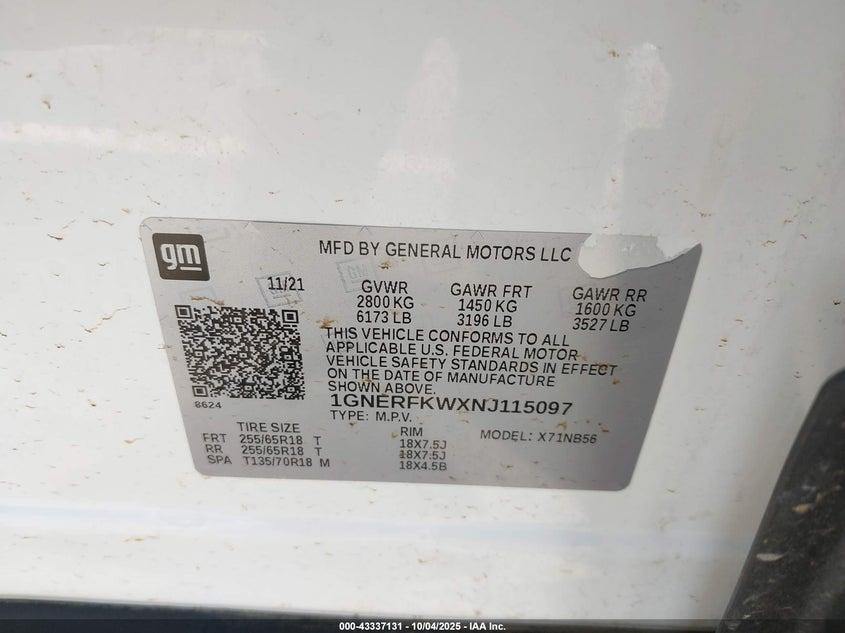 gm
MFD BY GENERAL MOTORS LLC
11/21
GVWR
2800 KG
6173 LB
GAWR FRT
1450 KG
3196 LB
GAWR RR
1600 KG
3527 LB
THIS VEHICLE CONFORMS TO ALL
APPLICABLE U.S. FEDERAL MOTOR
VEHICLE SAFETY STANDARDS IN EFFECT
ON THE DATE OF MANUFACTURE
SHOWN ABOVE.
1GNERFKWXNJ115097
TYPE: M.P.V.
MODEL: X71NB56
8624
TIRE SIZE
FRT 255/65R18 T
RR 255/65R18 T
SPA T135/70R18 M
RIM
18X7.5J
18X7.5J
18X4.5B
000-43337131 - 10/04/2025 - IAA Inc.